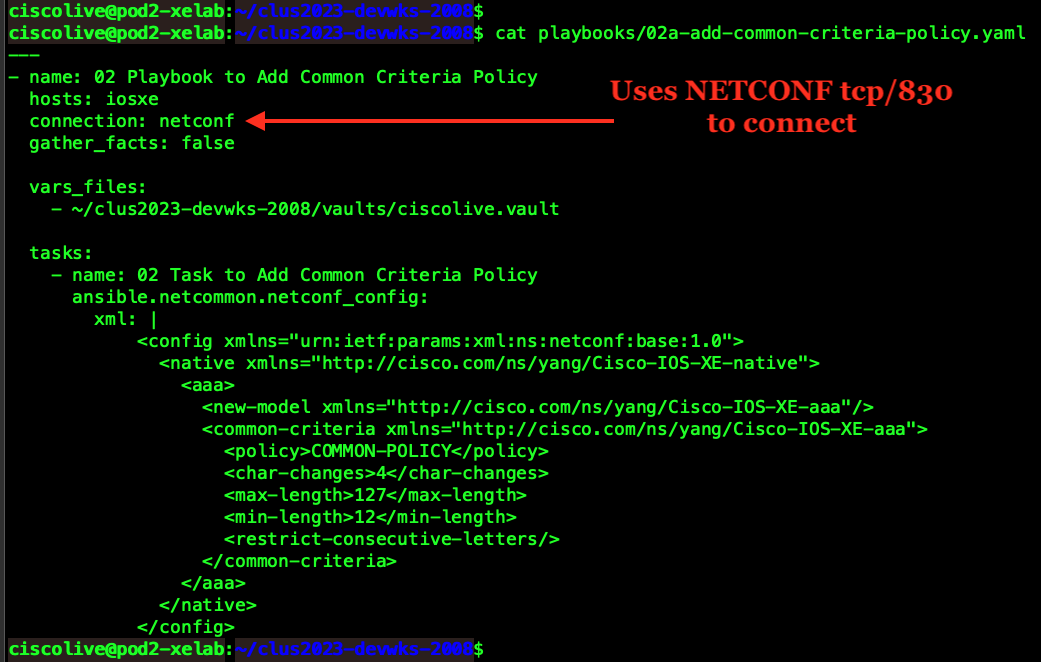 ciscolive@pod2-xelab:~/clus2023-devwks-2008$
ciscolive@pod2-xelab:~/clus2023-devwks-2008$ cat playbooks/02a-add-common-criteria-policy.yaml
---
- name: 02 Playbook to Add Common Criteria Policy
  hosts: iosxe
  connection: netconf
  gather_facts: false
Uses NETCONF tcp/830
to connect

  vars_files:
    - ~/clus2023-devwks-2008/vaults/ciscolive.vault

  tasks:
    - name: 02 Task to Add Common Criteria Policy
      ansible.netcommon.netconf_config:
        xml: |
            <config xmlns="urn:ietf:params:xml:ns:netconf:base:1.0">
              <native xmlns="http://cisco.com/ns/yang/Cisco-IOS-XE-native">
                <aaa>
                  <new-model xmlns="http://cisco.com/ns/yang/Cisco-IOS-XE-aaa"/>
                  <common-criteria xmlns="http://cisco.com/ns/yang/Cisco-IOS-XE-aaa">
                    <policy>COMMON-POLICY</policy>
                    <char-changes>4</char-changes>
                    <max-length>127</max-length>
                    <min-length>12</min-length>
                    <restrict-consecutive-letters/>
                  </common-criteria>
                </aaa>
              </native>
            </config>
ciscolive@pod2-xelab:~/clus2023-devwks-2008$